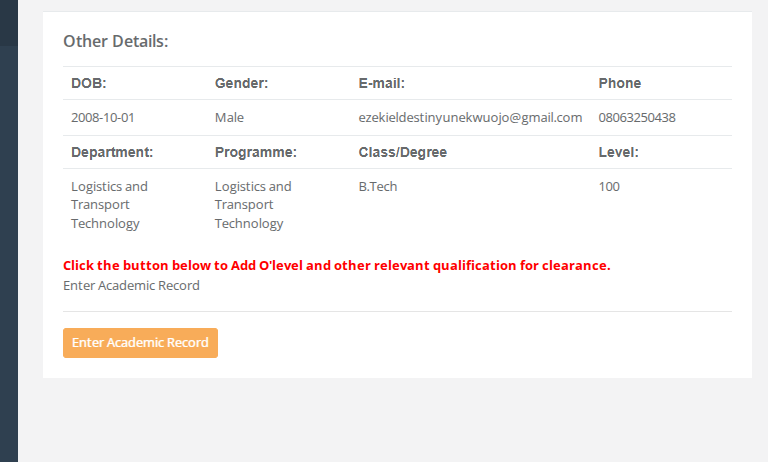 Other Details:
DOB: Gender: E-mail: Phone
2008-10-01 Male ezekieldestinyunekwuojo@gmail.com 08063250438
Department: Programme: Class/Degree Level:
Logistics and Logistics and B.Tech 100
Transport Transport
Technology Technology
Click the button below to Add O'level and other relevant qualification for clearance.
Enter Academic Record
Enter Academic Record